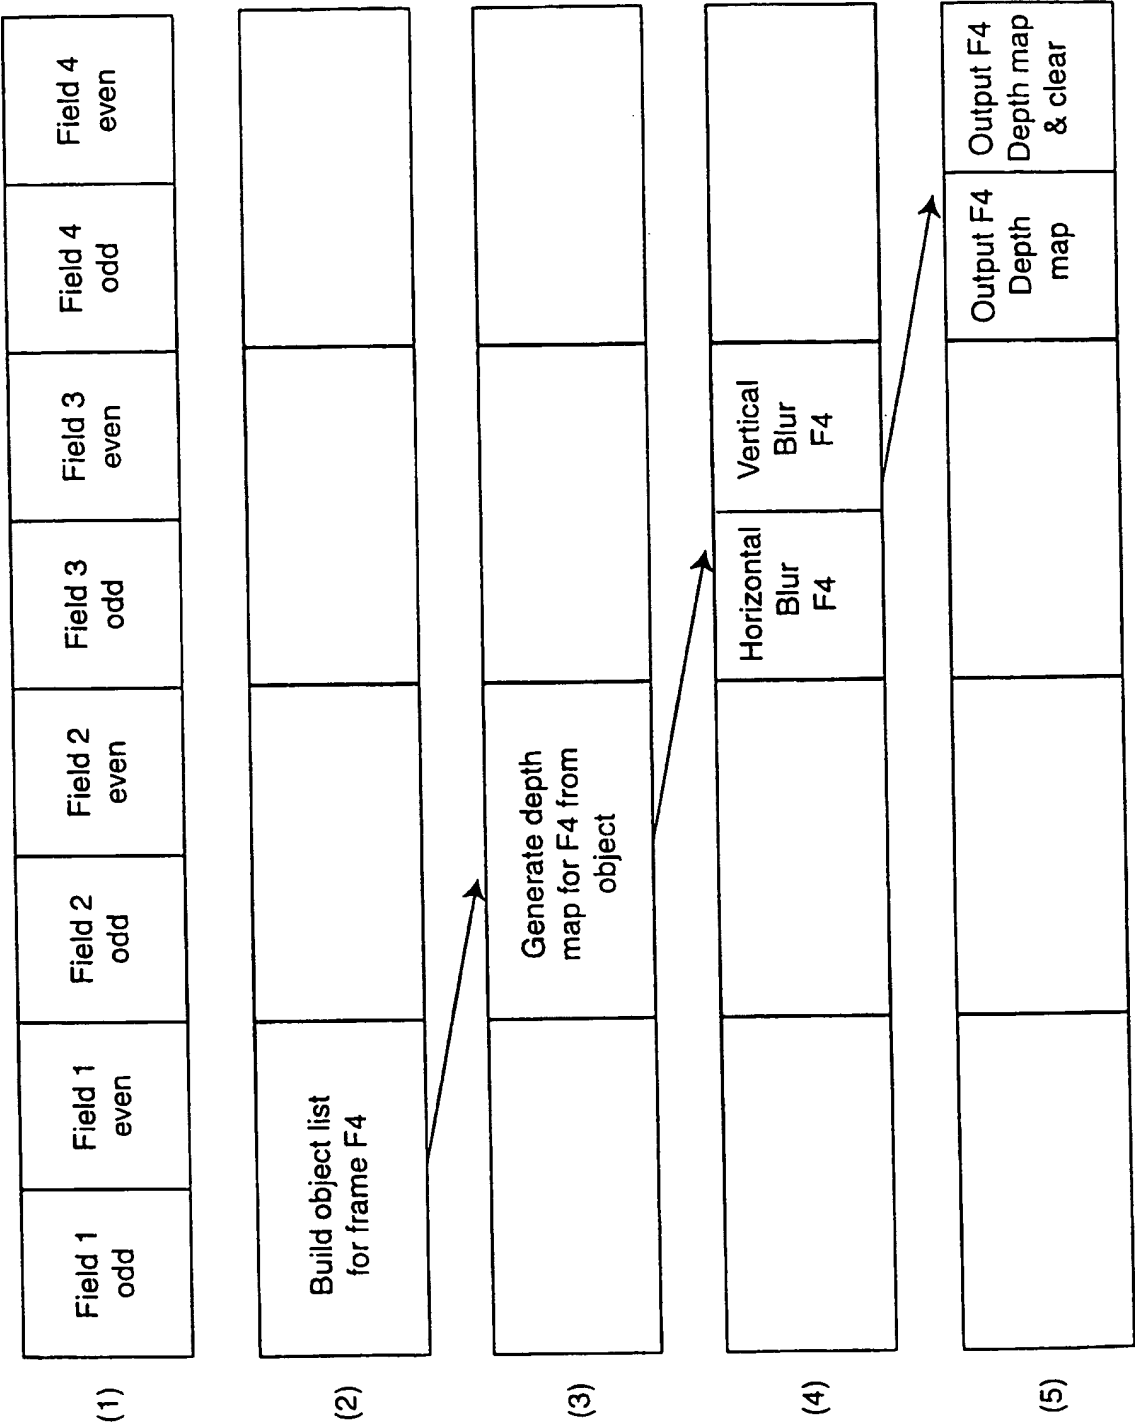 (1)
Field 1
odd
Field 1
even
Field 2
odd
Field 2
even
Field 3
odd
Field 3
even
Field 4
odd
Field 4
even
(2)
Build object list
for frame F4
(3)
Generate depth
map for F4 from
object
(4)
Horizontal
Blur
F4
Vertical
Blur
F4
(5)
Output F4
Depth
map
Output F4
Depth map
& clear